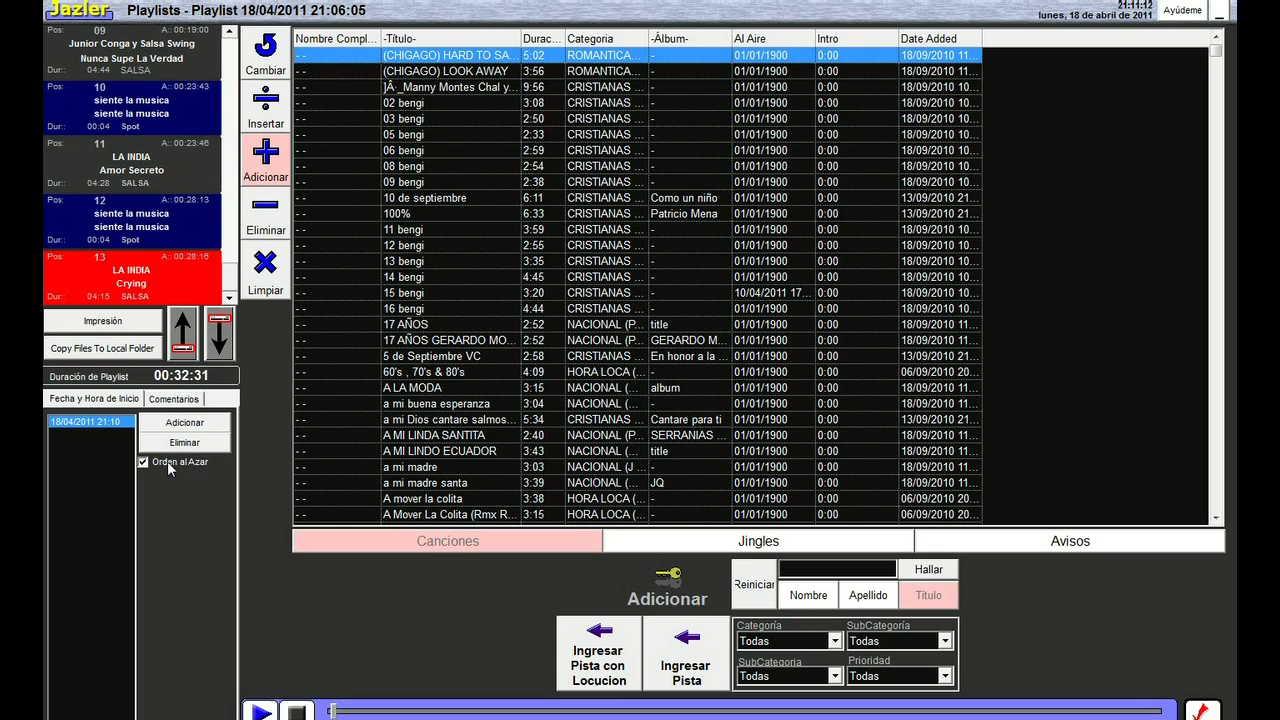 Jazler Playlists - Playlist 18/04/2011 21:06:05
21:11:12
lunes, 18 de abril de 2011
Ayúdeme
Pos: 09 A:: 00:19:00
Junior Conga y Salsa Swing
Nunca Supe La Verdad
Dur:: 04:44 SALSA
Pos: 10 A:: 00:23:43
siente la musica
siente la musica
Dur:: 00:04 Spot
Pos: 11 A:: 00:23:46
LA INDIA
Amor Secreto
Dur:: 04:28 SALSA
Pos: 12 A:: 00:28:13
siente la musica
siente la musica
Dur:: 00:04 Spot
Pos: 13 A:: 00:28:16
LA INDIA
Crying
Dur:: 04:15 SALSA
Impresión
Copy Files To Local Folder
Duración de Playlist 00:32:31
Fecha y Hora de Inicio Comentarios
18/04/2011 21:10
Adicionar
Eliminar
Orden al Azar
Cambiar
Insertar
Adicionar
Eliminar
Limpiar
Nombre Compl... -Título- Durac... Categoria -Álbum- Al Aire Intro Date Added
- - (CHIGAGO) HARD TO SA... 5:02 ROMANTICA... - 01/01/1900 0:00 18/09/2010 11...
- - (CHIGAGO) LOOK AWAY 3:56 ROMANTICA... - 01/01/1900 0:00 18/09/2010 11...
- - ]Â·_Manny Montes Chal y... 9:56 CRISTIANAS ... - 01/01/1900 0:00 18/09/2010 10...
- - 02 bengi 3:08 CRISTIANAS ... - 01/01/1900 0:00 18/09/2010 10...
- - 03 bengi 2:50 CRISTIANAS ... - 01/01/1900 0:00 18/09/2010 10...
- - 05 bengi 2:33 CRISTIANAS ... - 01/01/1900 0:00 18/09/2010 10...
- - 06 bengi 2:59 CRISTIANAS ... - 01/01/1900 0:00 18/09/2010 10...
- - 08 bengi 2:54 CRISTIANAS ... - 01/01/1900 0:00 18/09/2010 10...
- - 09 bengi 2:38 CRISTIANAS ... - 01/01/1900 0:00 18/09/2010 10...
- - 10 de septiembre 6:11 CRISTIANAS ... Como un niño 01/01/1900 0:00 13/09/2010 21...
- - 100% 6:33 CRISTIANAS ... Patricio Mena 01/01/1900 0:00 13/09/2010 21...
- - 11 bengi 3:59 CRISTIANAS ... - 01/01/1900 0:00 18/09/2010 10...
- - 12 bengi 2:55 CRISTIANAS ... - 01/01/1900 0:00 18/09/2010 10...
- - 13 bengi 3:35 CRISTIANAS ... - 01/01/1900 0:00 18/09/2010 10...
- - 14 bengi 4:45 CRISTIANAS ... - 01/01/1900 0:00 18/09/2010 10...
- - 15 bengi 3:20 CRISTIANAS ... - 10/04/2011 17... 0:00 18/09/2010 10...
- - 16 bengi 4:44 CRISTIANAS ... - 01/01/1900 0:00 18/09/2010 10...
- - 17 AÑOS 2:52 NACIONAL (P... title 01/01/1900 0:00 18/09/2010 11...
- - 17 AÑOS GERARDO MO... 2:52 NACIONAL (P... GERARDO M... 01/01/1900 0:00 18/09/2010 11...
- - 5 de Septiembre VC 2:58 CRISTIANAS ... En honor a la ... 01/01/1900 0:00 13/09/2010 21...
- - 60's , 70's & 80's 4:09 HORA LOCA (... - 01/01/1900 0:00 06/09/2010 20...
- - A LA MODA 3:15 NACIONAL (... album 01/01/1900 0:00 18/09/2010 11...
- - a mi buena esperanza 3:04 NACIONAL (... - 01/01/1900 0:00 18/09/2010 11...
- - a mi Dios cantare salmos... 5:34 CRISTIANAS ... Cantare para ti 01/01/1900 0:00 13/09/2010 21...
- - A MI LINDA SANTITA 2:40 NACIONAL (P... SERRANIAS ... 01/01/1900 0:00 18/09/2010 11...
- - A MI LINDO ECUADOR 3:43 NACIONAL (... title 01/01/1900 0:00 18/09/2010 11...
- - a mi madre 3:03 NACIONAL (J ... - 01/01/1900 0:00 18/09/2010 11...
- - a mi madre santa 3:39 NACIONAL (... JQ 01/01/1900 0:00 18/09/2010 11...
- - A mover la colita 3:38 HORA LOCA (... - 01/01/1900 0:00 06/09/2010 20...
- - A Mover La Colita (Rmx R... 3:15 HORA LOCA (... - 01/01/1900 0:00 06/09/2010 20...
Canciones Jingles Avisos
Adicionar
Reiniciar
Hallar
Nombre Apellido Título
Ingresar Pista con Locucion
Ingresar Pista
Categoría SubCategoría
Todas Todas
SubCategoria Prioridad
Todas Todas